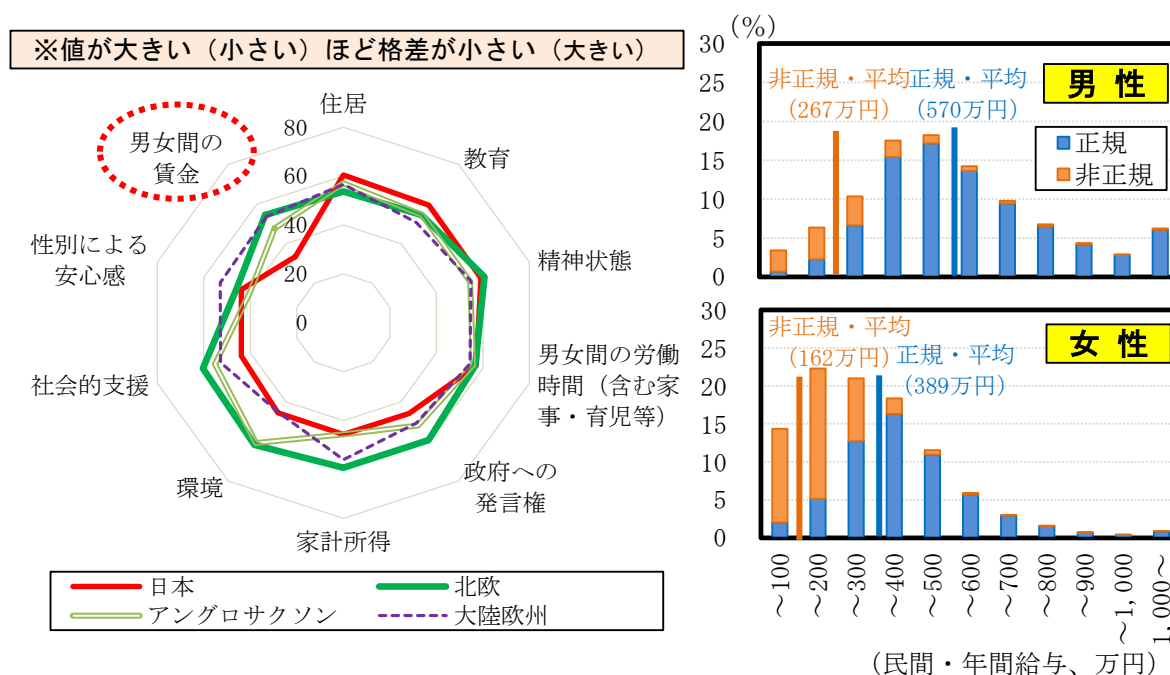 ※値が大きい（小さい）ほど格差が小さい（大きい）
住居
教育
精神状態
男女間の労働
時間（含む家
事・育児等）
政府への
発言権
家計所得
環境
社会的支援
性別による
安心感
男女間の
賃金
80
60
40
20
0
日本
北欧
アングロサクソン
大陸欧州
(%)
30
25
20
15
10
5
0
非正規・平均
(267万円)
正規・平均
(570万円)
男 性
正規
非正規
30
25
20
15
10
5
0
非正規・平均
(162万円)
正規・平均
(389万円)
女 性
～100
～200
～300
～400
～500
～600
～700
～800
～900
～1,000
1,000～
（民間・年間給与、万円）